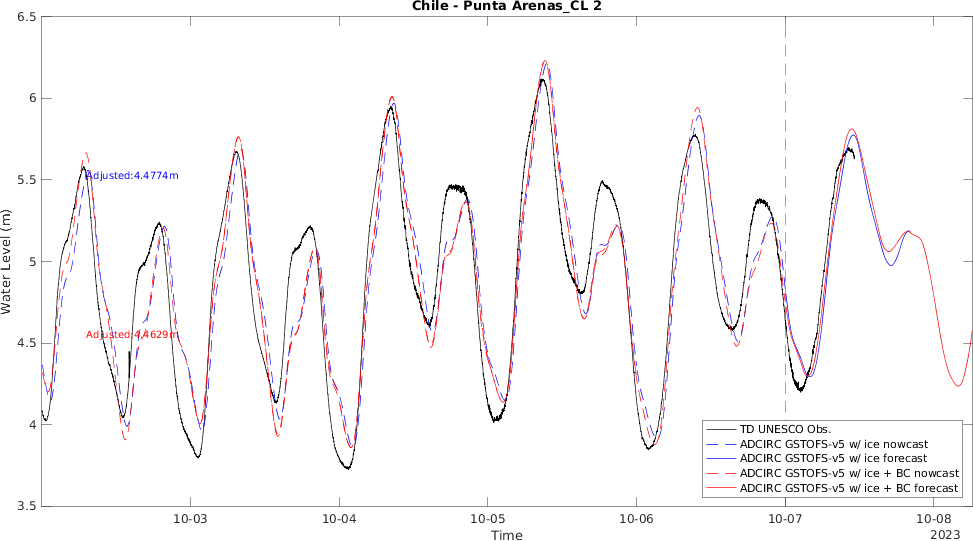 Chile - Punta Arenas_CL 2
6.5
6
5.5
5
4.5
4
3.5
Water Level (m)
Adjusted:4.4774m
Adjusted:4.4629m
TD UNESCO Obs.
ADCIRC GSTOFS-v5 w/ ice nowcast
ADCIRC GSTOFS-v5 w/ ice forecast
ADCIRC GSTOFS-v5 w/ ice + BC nowcast
ADCIRC GSTOFS-v5 w/ ice + BC forecast
10-03 10-04 10-05 10-06 10-07 10-08
Time 2023